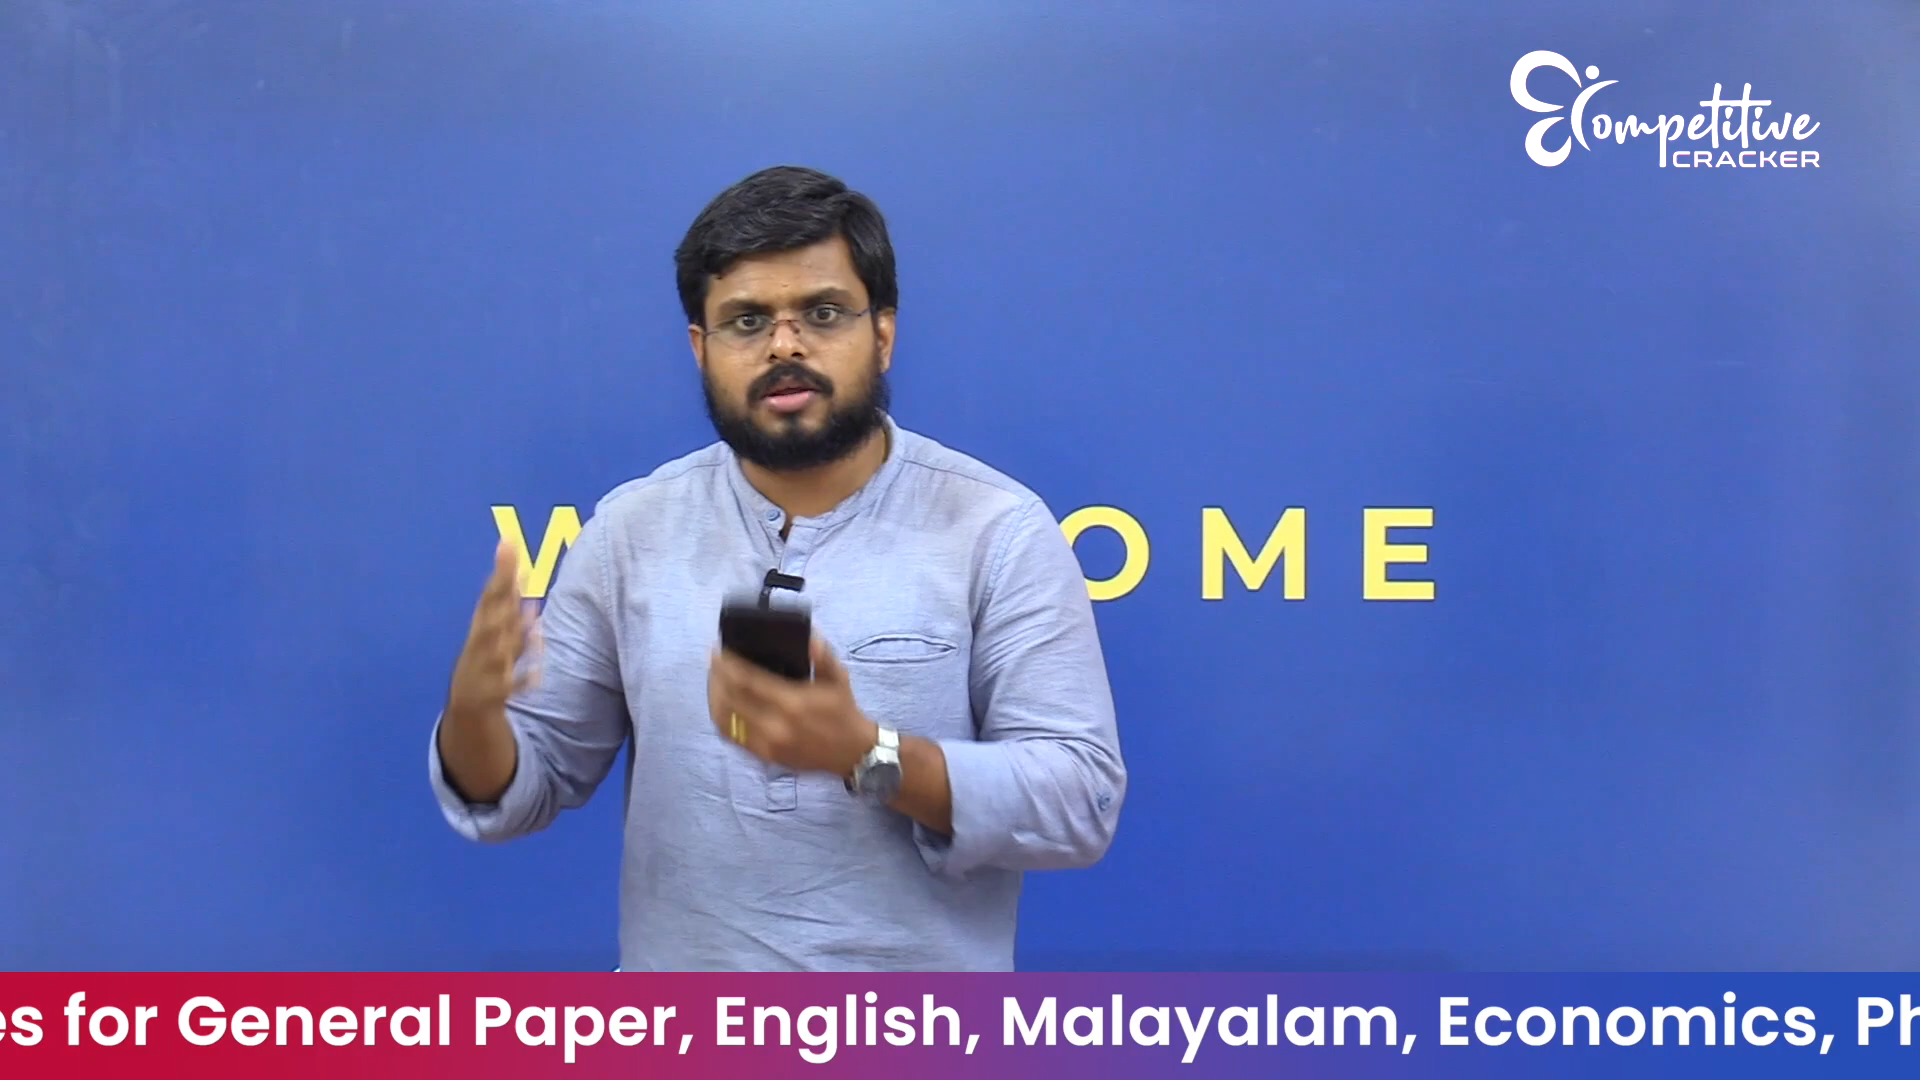 Competitive
CRACKER
W OME
es for General Paper, English, Malayalam, Economics, Ph